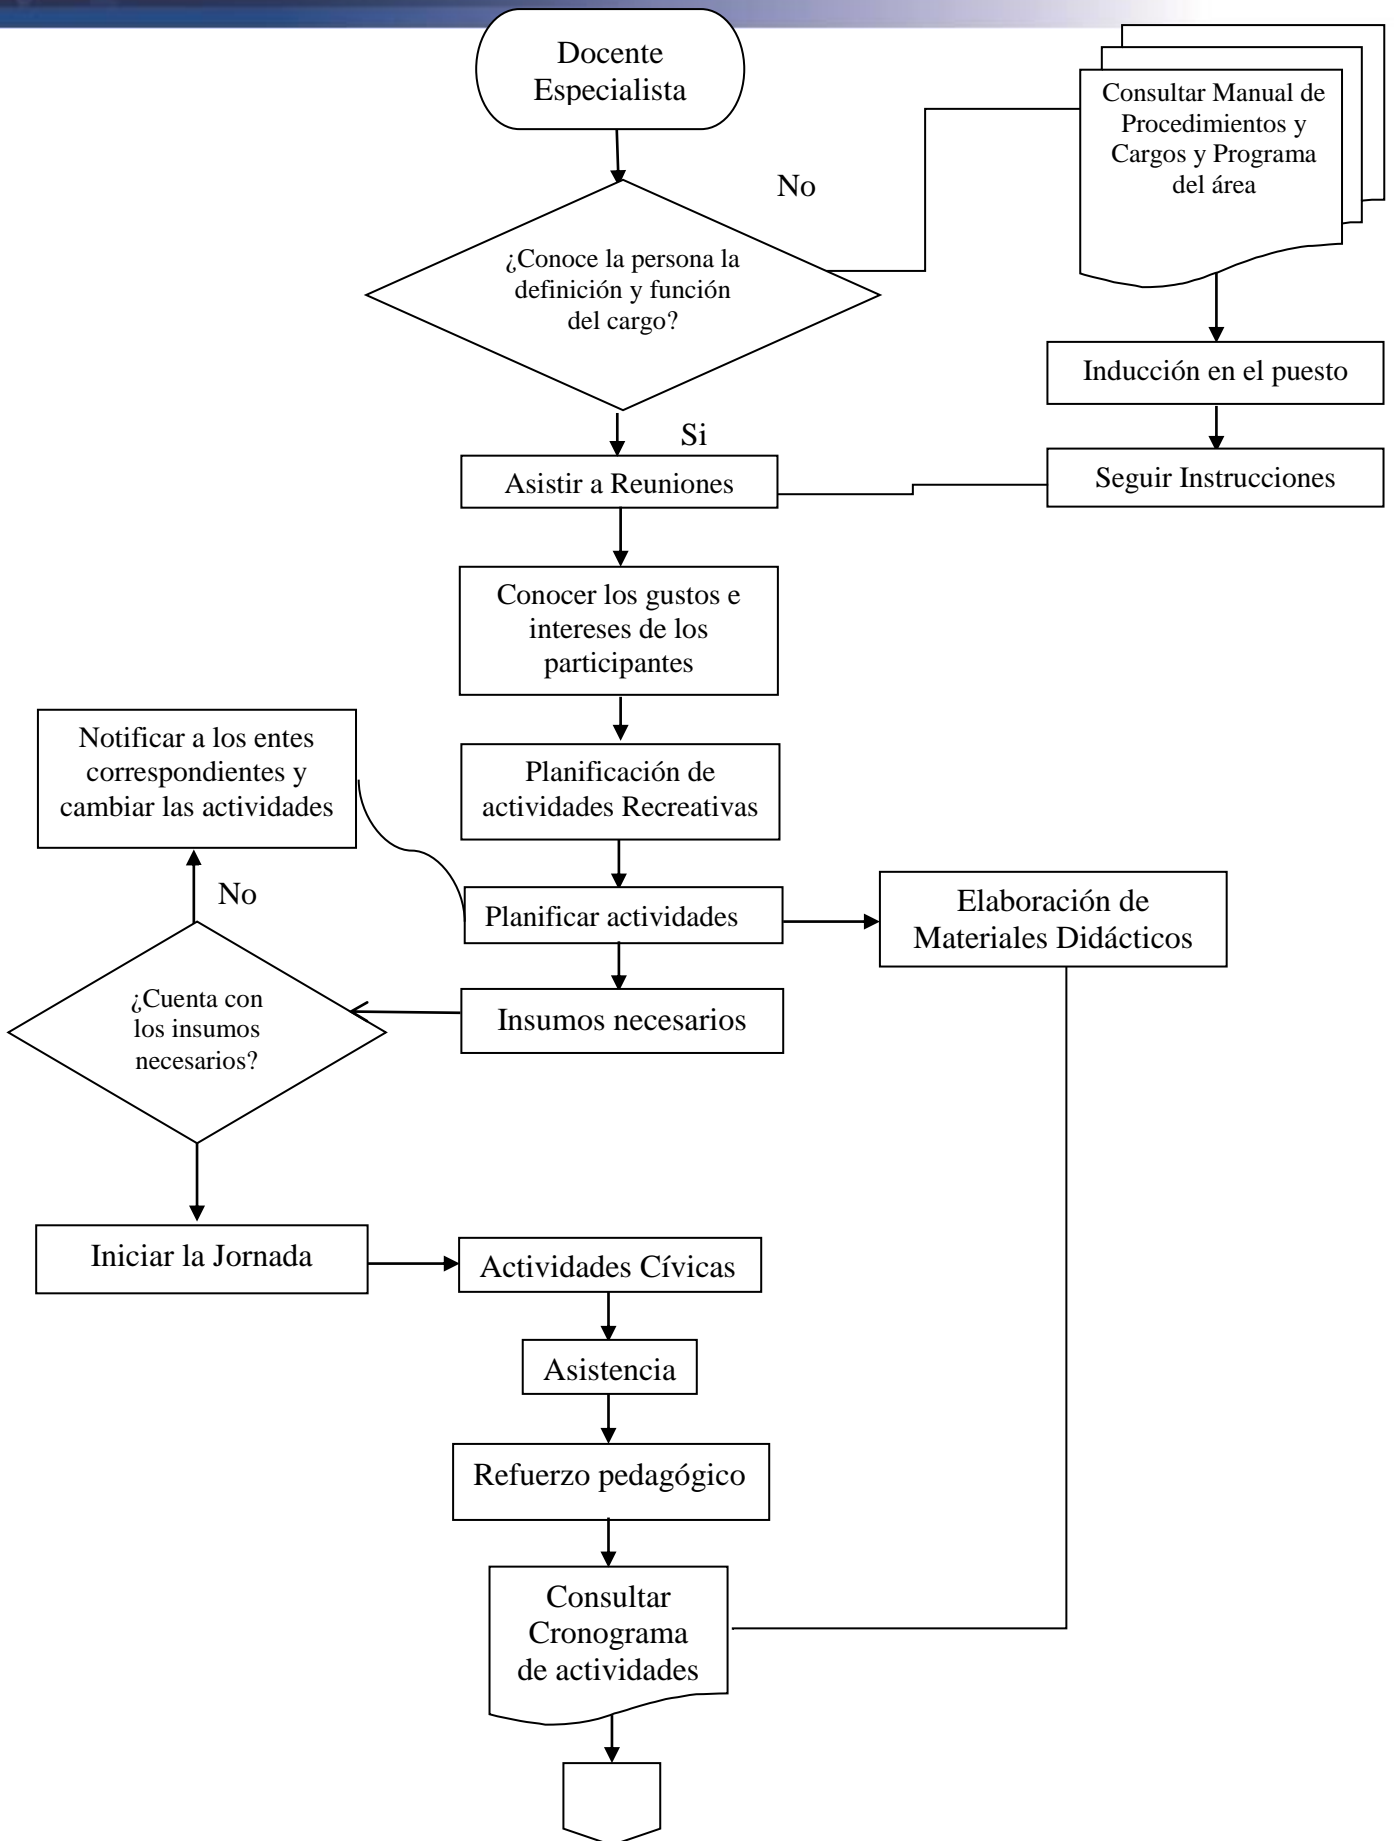 Docente
Especialista
Consultar Manual de
Procedimientos y
Cargos y Programa
del área
No
¿Conoce la persona la
definición y función
del cargo?
Inducción en el puesto
Si
Asistir a Reuniones
Seguir Instrucciones
Conocer los gustos e
intereses de los
participantes
Notificar a los entes
correspondientes y
cambiar las actividades
Planificación de
actividades Recreativas
No
Planificar actividades
Elaboración de
Materiales Didácticos
¿Cuenta con
los insumos
necesarios?
Insumos necesarios
Iniciar la Jornada
Actividades Cívicas
Asistencia
Refuerzo pedagógico
Consultar
Cronograma
de actividades